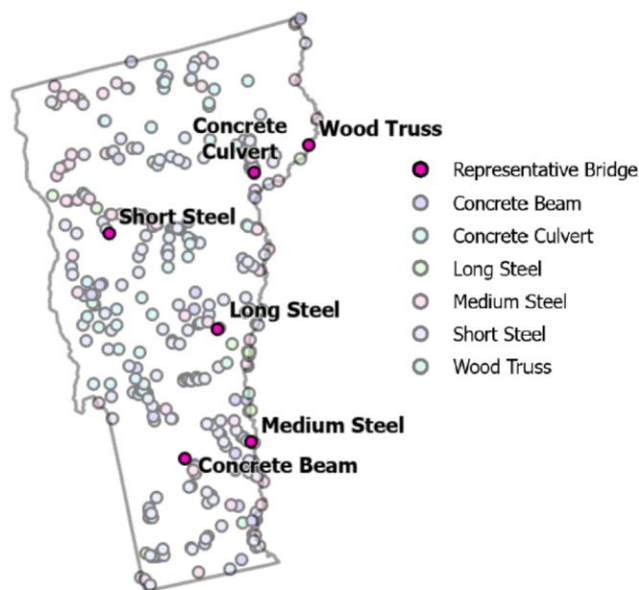 Concrete
Culvert
Wood Truss
Short Steel
Long Steel
Medium Steel
Concrete Beam
Representative Bridge
Concrete Beam
Concrete Culvert
Long Steel
Medium Steel
Short Steel
Wood Truss